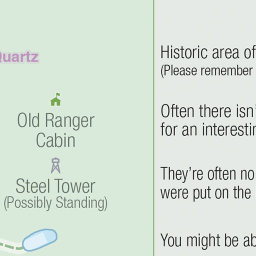 Quartz
Old Ranger
Cabin
Steel Tower
(Possibly Standing)
Historic area of
(Please remember
Often there isn'
for an interestin
They're often no
were put on the
You might be ab